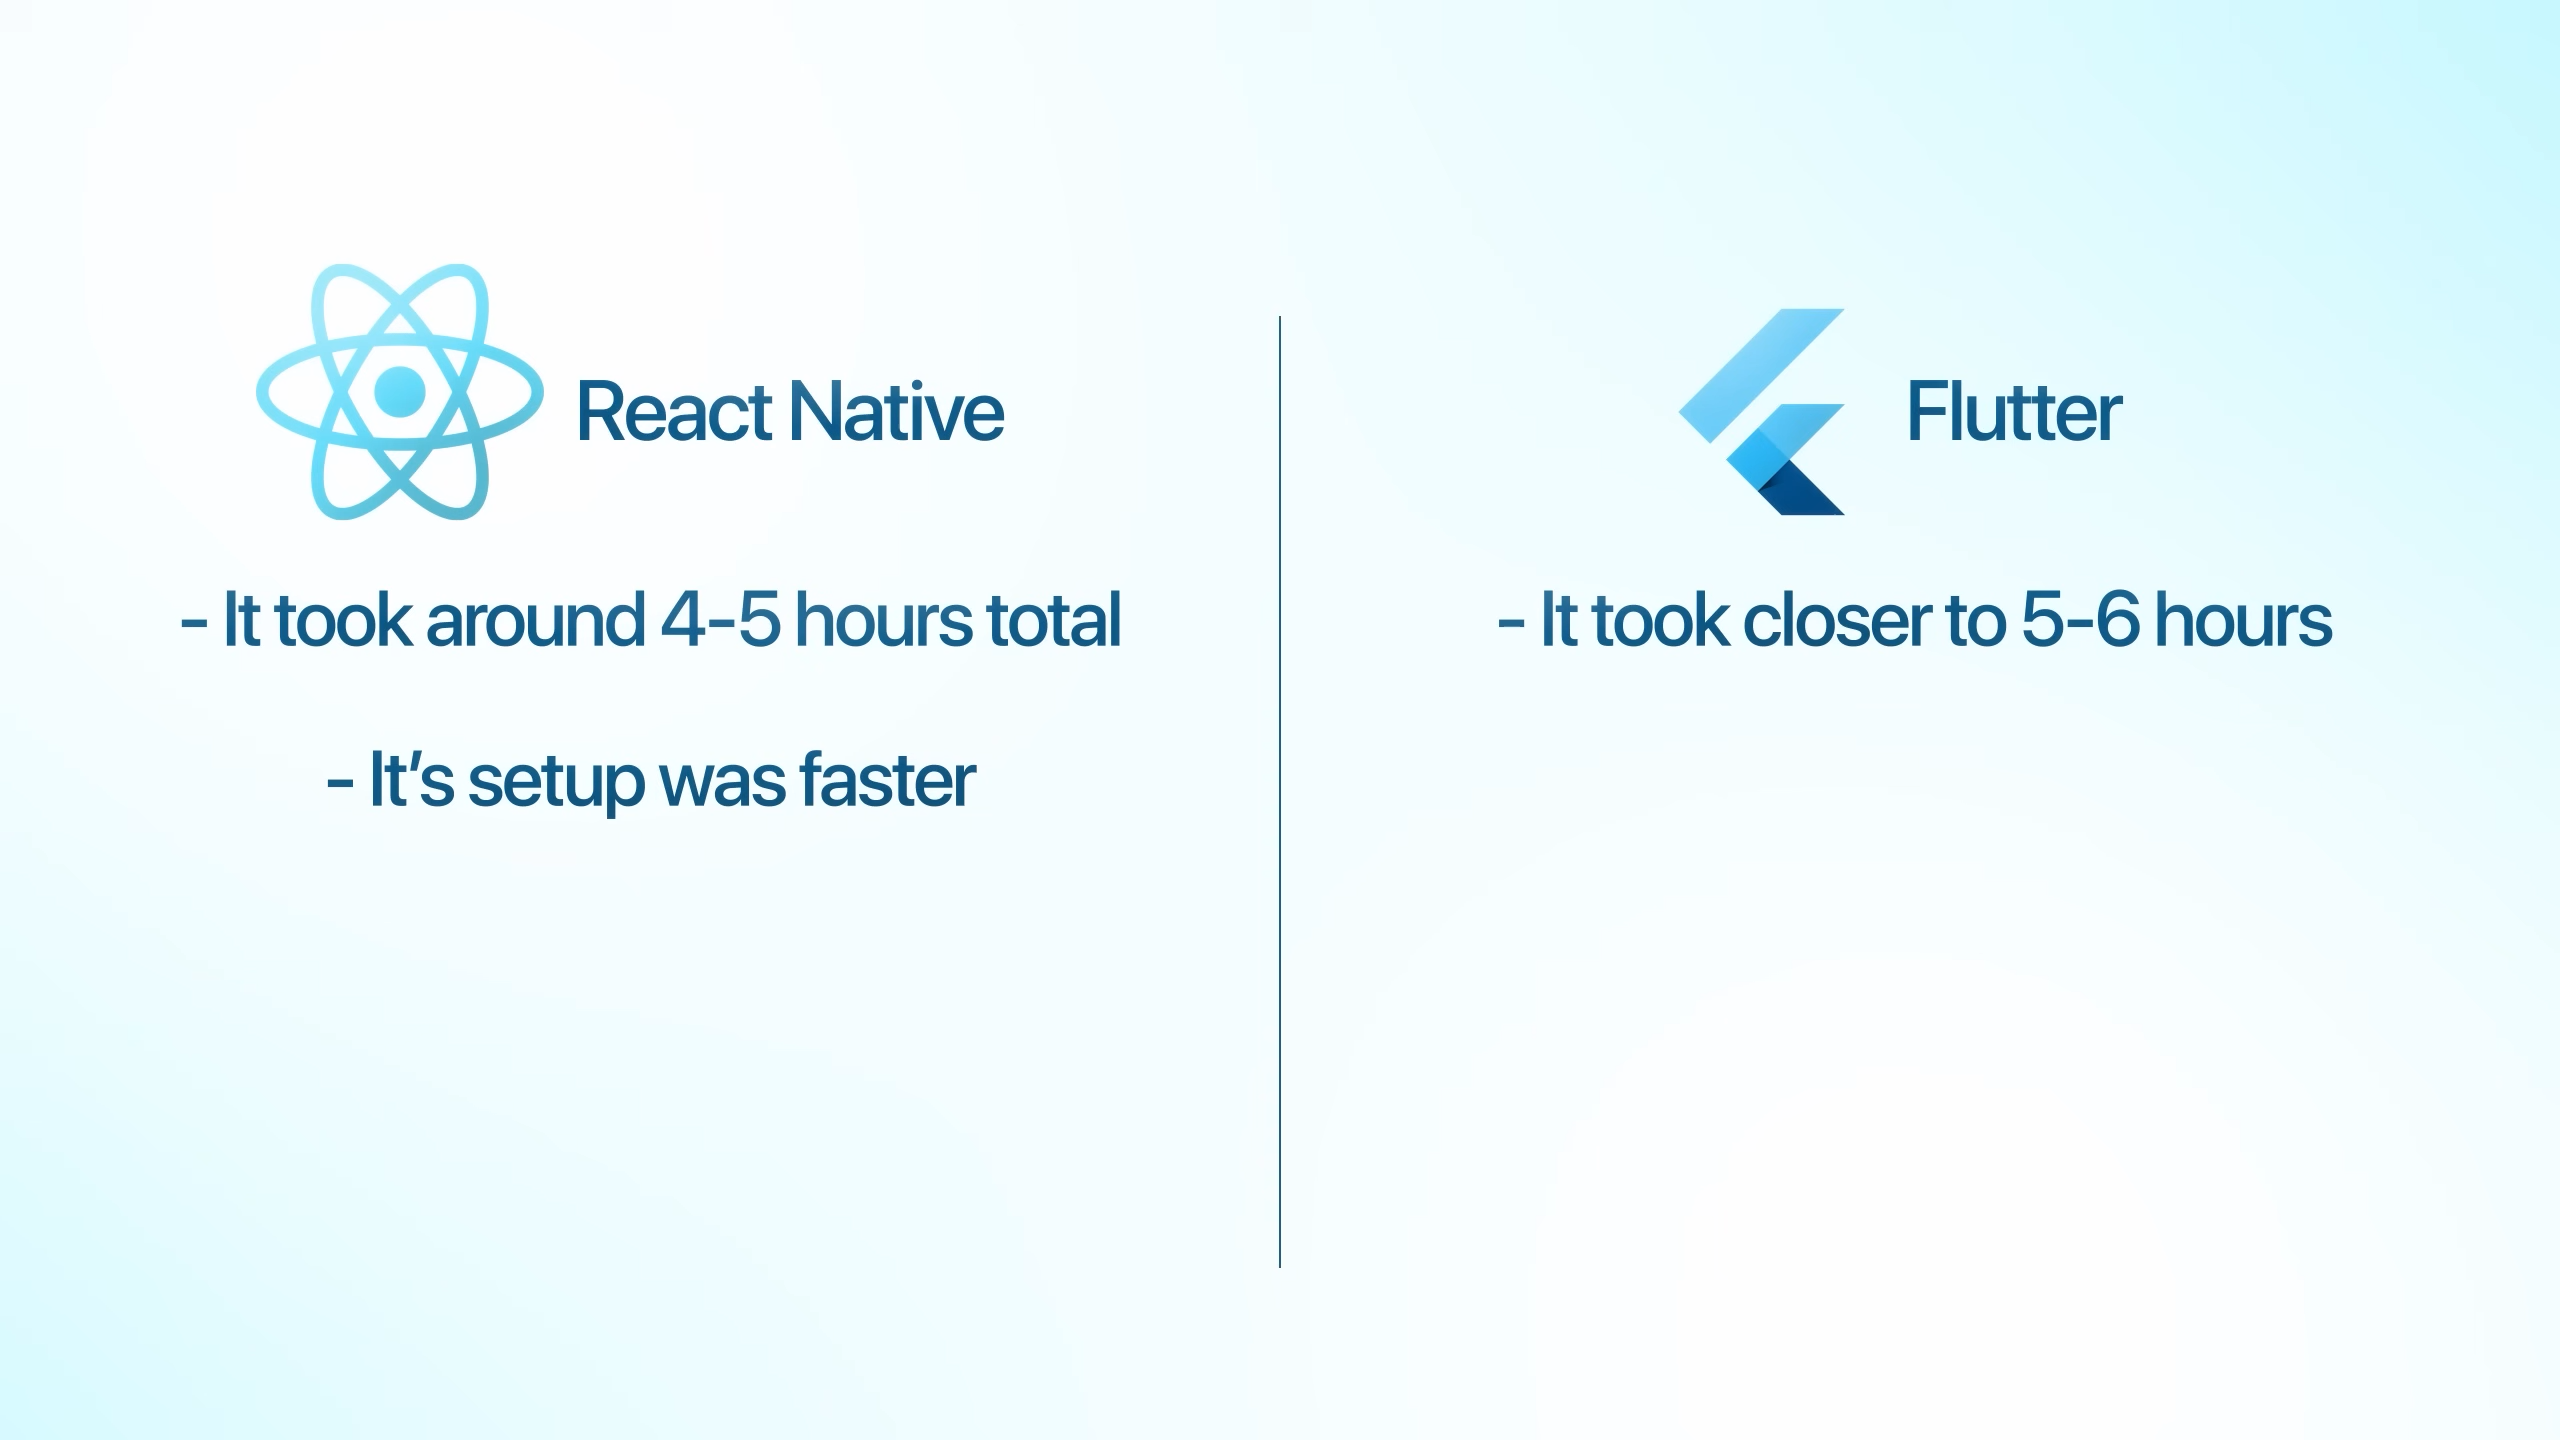 React Native
- It took around 4-5 hours total
- It’s setup was faster
Flutter
- It took closer to 5-6 hours